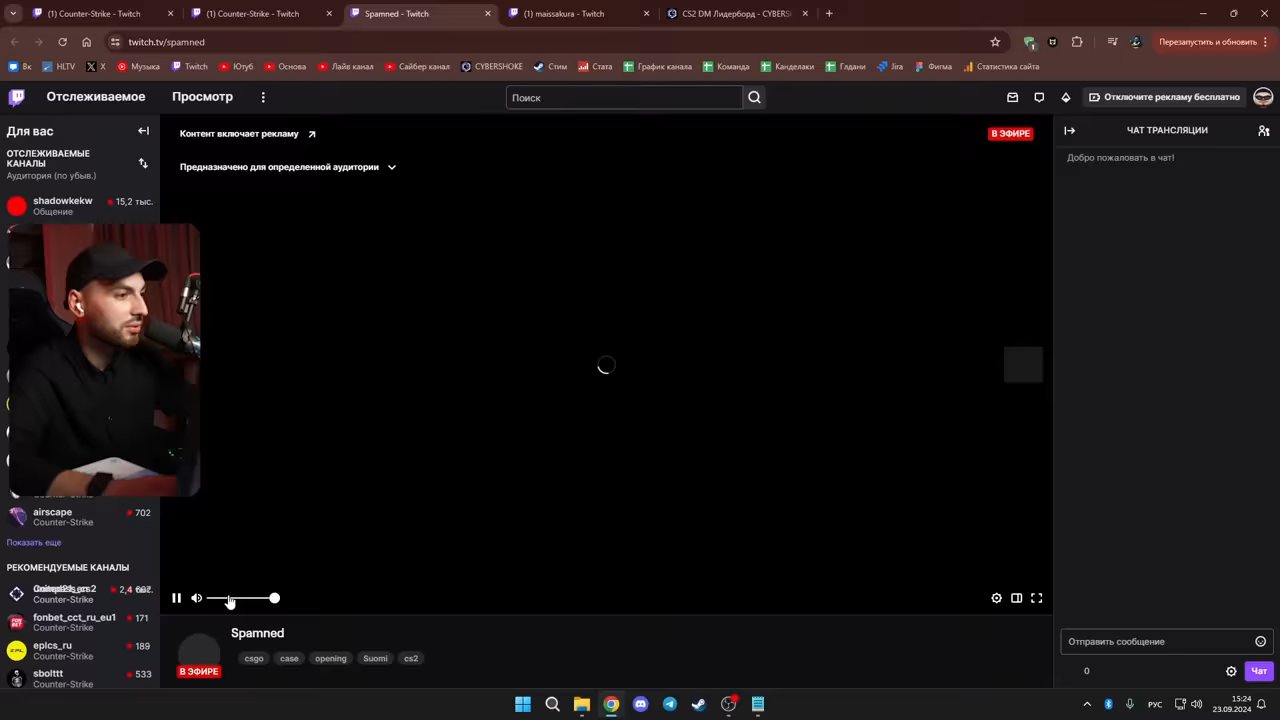 (1) Counter-Strike - Twitch
(1) Counter-Strike - Twitch
Spamned - Twitch
(1) maissakura - Twitch
CS2 DM Лидерборд - CYBERSH
twitch.tv/spamned
Перезапустить и обновить
Вк
HLTV
X
Музыка
Twitch
Ютуб
Основа
Лайв канал
Сайбер канал
CYBERSHOKE
Стим
Стата
График канала
Команда
Канделаки
Глдани
Jira
Фигма
Статистика сайта
Отслеживаемое
Просмотр
Поиск
Отключите рекламу бесплатно
Для вас
ОТСЛЕЖИВАЕМЫЕ
КАНАЛЫ
Аудитория (по убыв.)
shadowkekw
15,2 тыс.
Общение
airscape
702
Counter-Strike
Показать еще
РЕКОМЕНДУЕМЫЕ КАНАЛЫ
Counter-Strike
fonbet_cct_ru_eu1
171
Counter-Strike
eplcs_ru
189
Counter-Strike
sbolttt
533
Counter-Strike
Контент включает рекламу
В ЭФИРЕ
Предназначено для определенной аудитории
Spamned
csgo
case
opening
Suomi
cs2
В ЭФИРЕ
ЧАТ ТРАНСЛЯЦИИ
Добро пожаловать в чат!
Отправить сообщение
0
Чат
РУС
15:24
23.09.2024